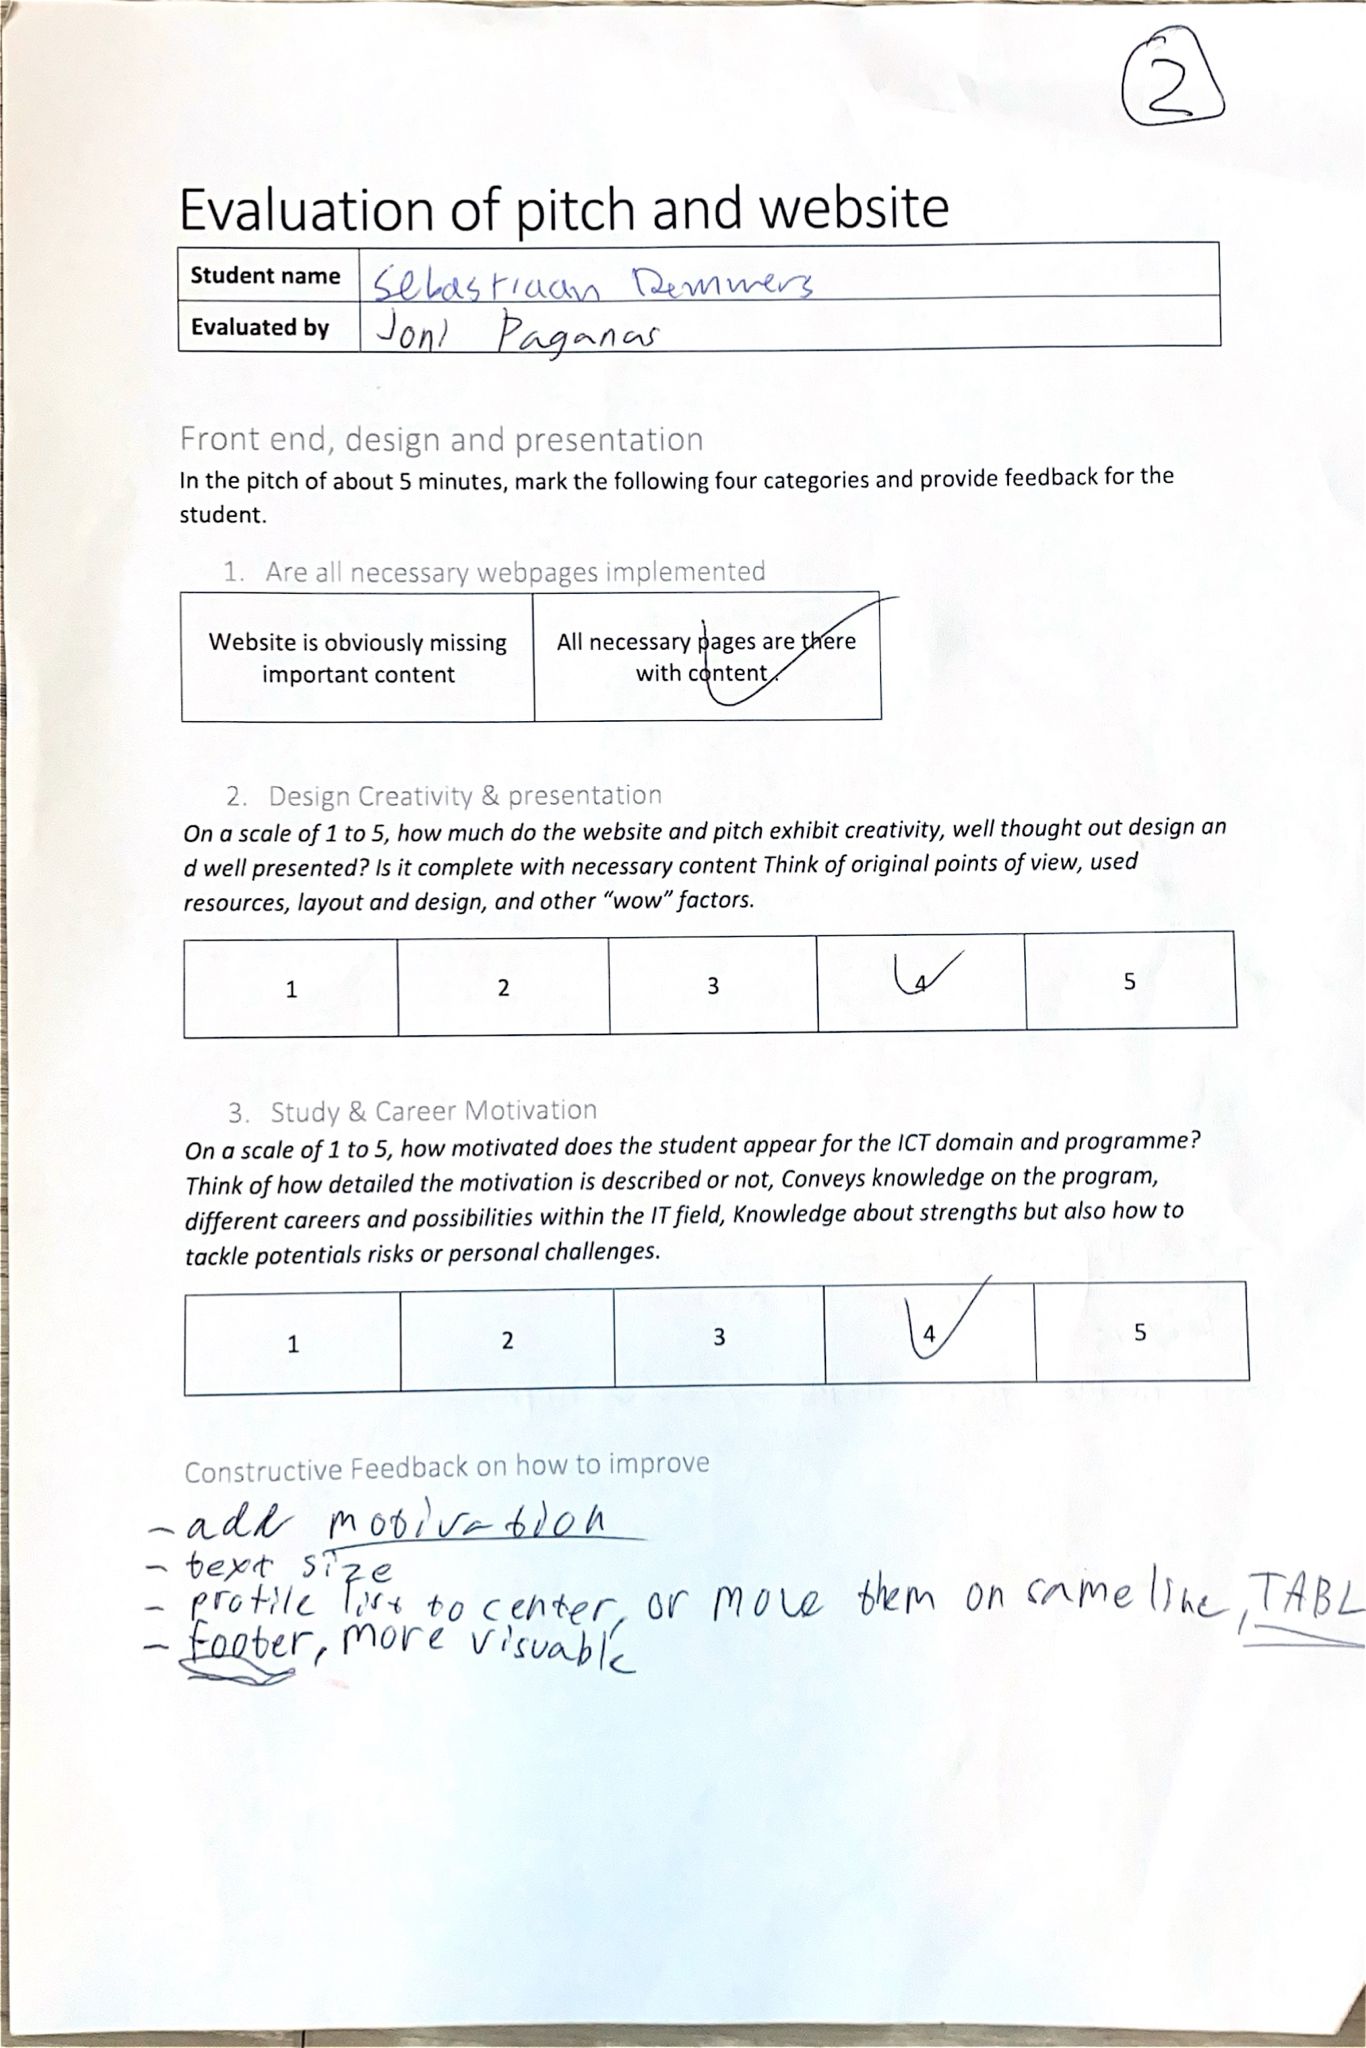 2
Evaluation of pitch and website
Student name Sebastiaan Demmers
Evaluated by Joni Paganas
Front end, design and presentation
In the pitch of about 5 minutes, mark the following four categories and provide feedback for the
student.
1. Are all necessary webpages implemented
Website is obviously missing
important content
All necessary pages are there
with content.
2. Design Creativity & presentation
On a scale of 1 to 5, how much do the website and pitch exhibit creativity, well thought out design an
d well presented? Is it complete with necessary content Think of original points of view, used
resources, layout and design, and other “wow” factors.
1 2 3 4 5
3. Study & Career Motivation
On a scale of 1 to 5, how motivated does the student appear for the ICT domain and programme?
Think of how detailed the motivation is described or not, Conveys knowledge on the program,
different careers and possibilities within the IT field, Knowledge about strengths but also how to
tackle potentials risks or personal challenges.
1 2 3 4 5
Constructive Feedback on how to improve
- add motivation
- text size
- profile list to center, or move them on same line, TABL
- footer, more visuable